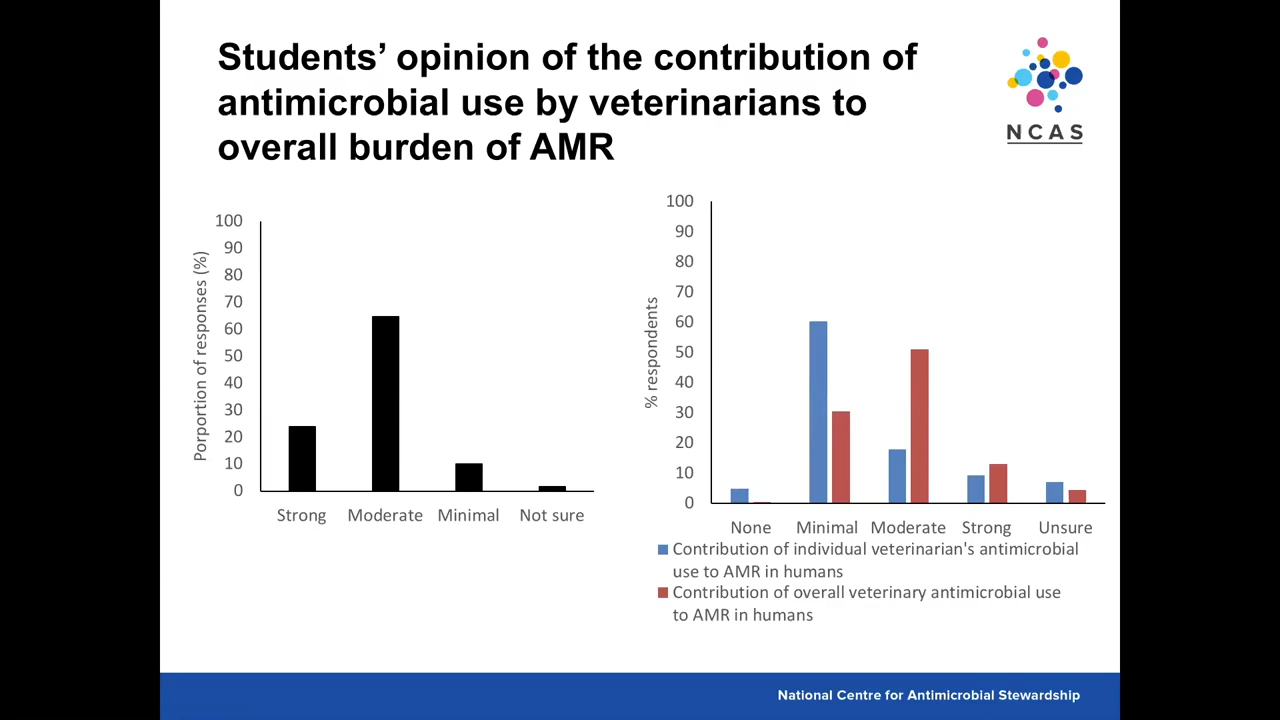 Students’ opinion of the contribution of
antimicrobial use by veterinarians to
overall burden of AMR
NCAS
Porportion of responses (%)
100
90
80
70
60
50
40
30
20
10
0
Strong Moderate Minimal Not sure
% respondents
100
90
80
70
60
50
40
30
20
10
0
None Minimal Moderate Strong Unsure
Contribution of individual veterinarian's antimicrobial
use to AMR in humans
Contribution of overall veterinary antimicrobial use
to AMR in humans
National Centre for Antimicrobial Stewardship